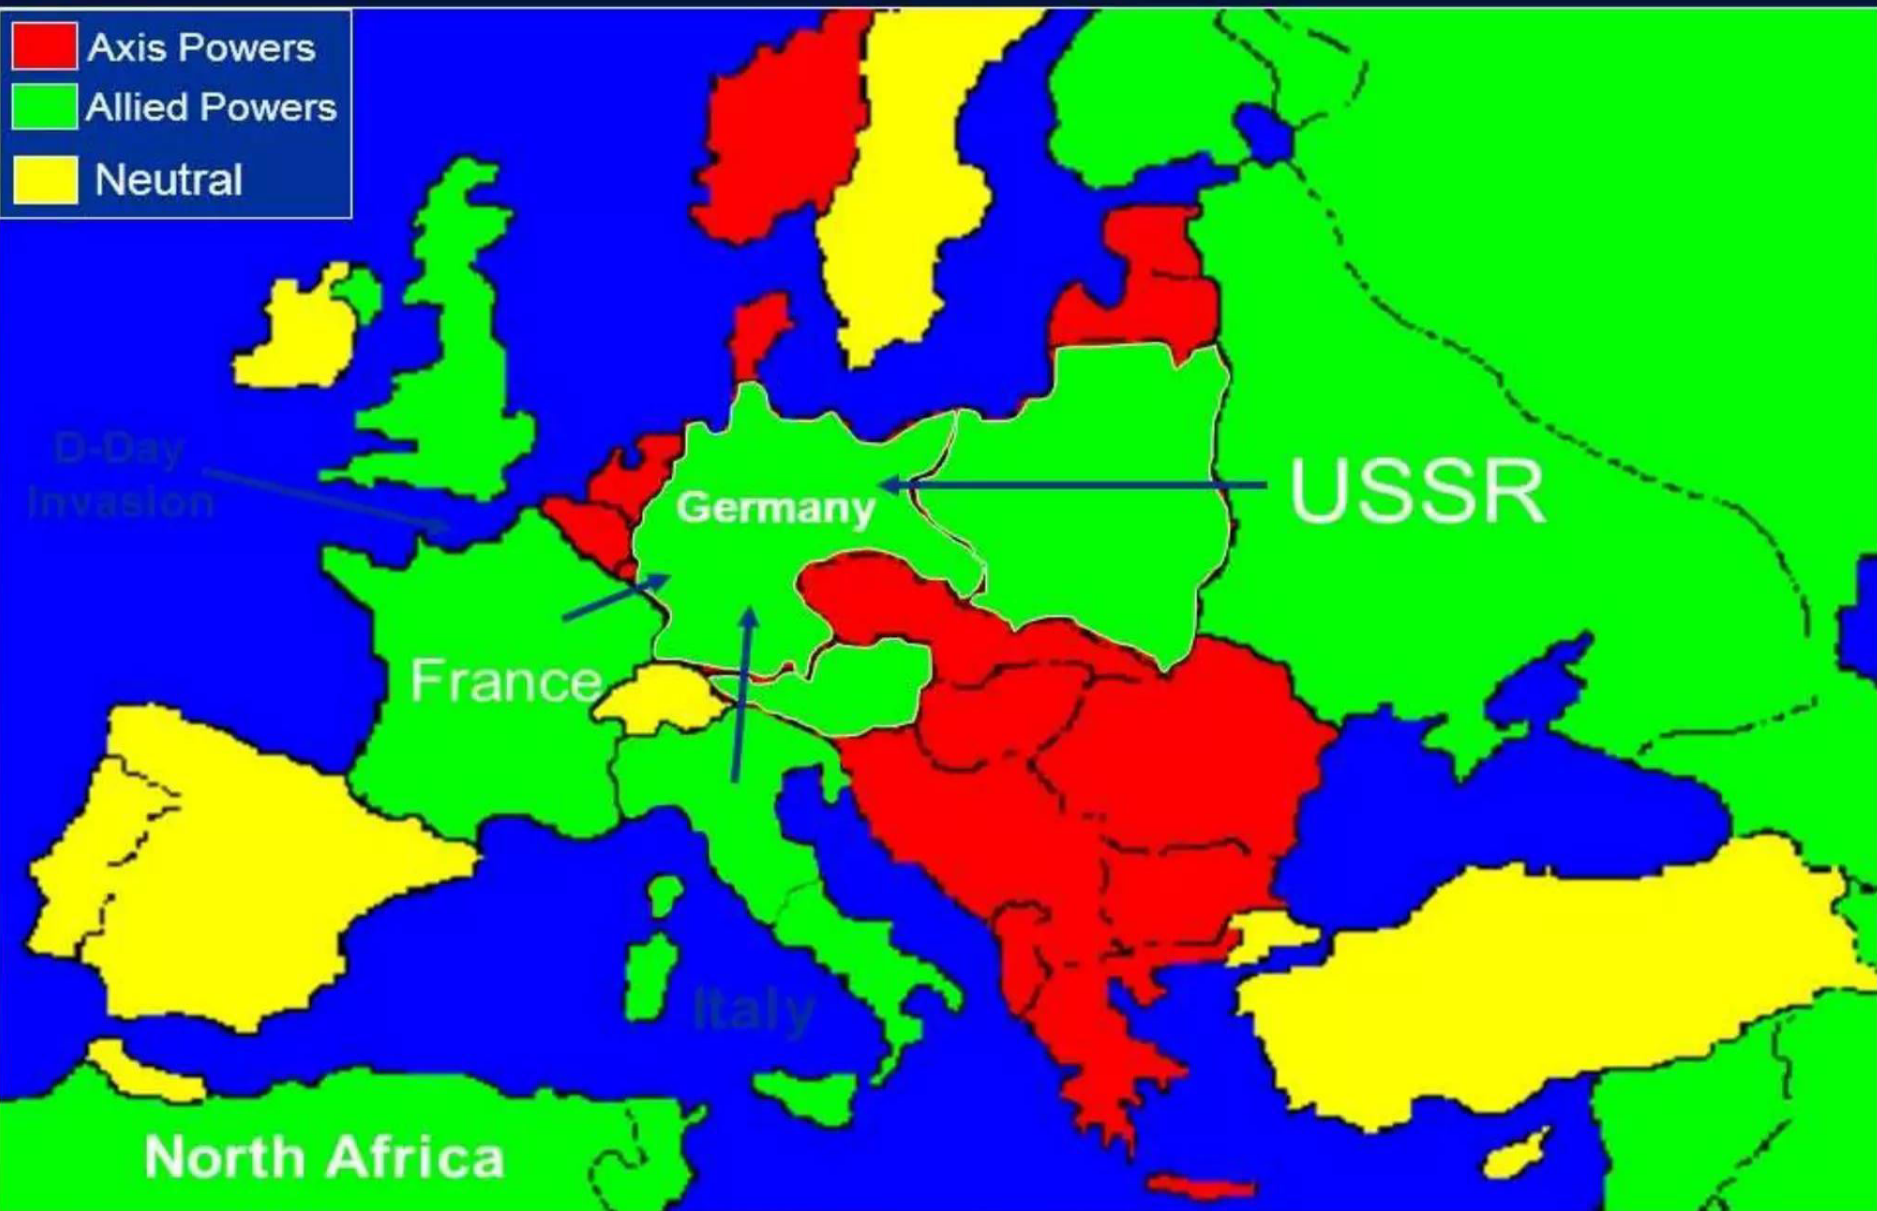 Axis Powers
Allied Powers
Neutral
D-Day
Invasion
Germany
USSR
France
Italy
North Africa